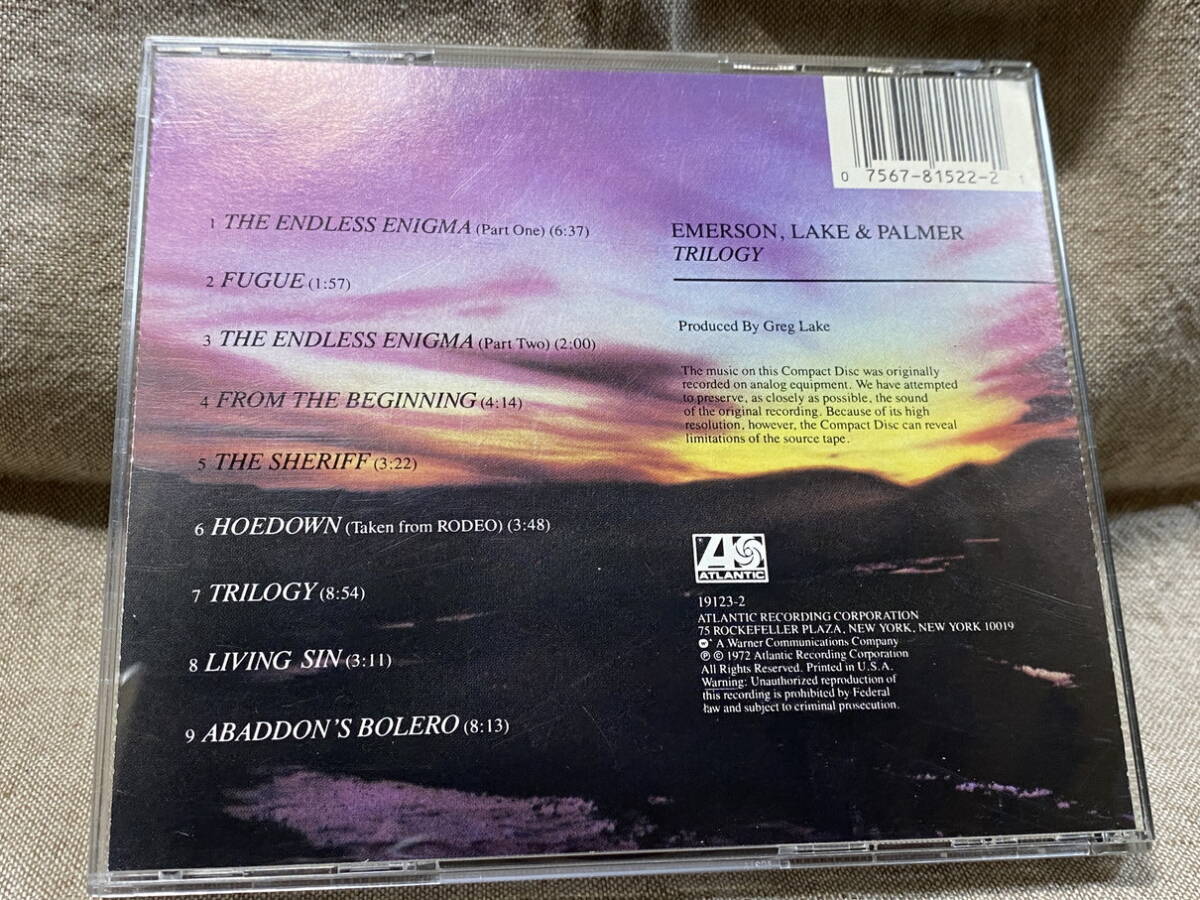 1 THE ENDLESS ENIGMA (Part One) (6:37)
2 FUGUE (1:57)
3 THE ENDLESS ENIGMA (Part Two) (2:00)
4 FROM THE BEGINNING (4:14)
5 THE SHERIFF (3:22)
6 HOEDOWN (Taken from RODEO) (3:48)
7 TRILOGY (8:54)
8 LIVING SIN (3:11)
9 ABADDON'S BOLERO (8:13)
0 7567-81522-2 1
EMERSON, LAKE & PALMER
TRILOGY
Produced By Greg Lake
The music on this Compact Disc was originally
recorded on analog equipment. We have attempted
to preserve, as closely as possible, the sound
of the original recording. Because of its high
resolution, however, the Compact Disc can reveal
limitations of the source tape.
ATLANTIC
19123-2
ATLANTIC RECORDING CORPORATION
75 ROCKEFELLER PLAZA, NEW YORK, NEW YORK 10019
A Warner Communications Company
℗ © 1972 Atlantic Recording Corporation
All Rights Reserved. Printed in U.S.A.
Warning: Unauthorized reproduction of
this recording is prohibited by Federal
law and subject to criminal prosecution.